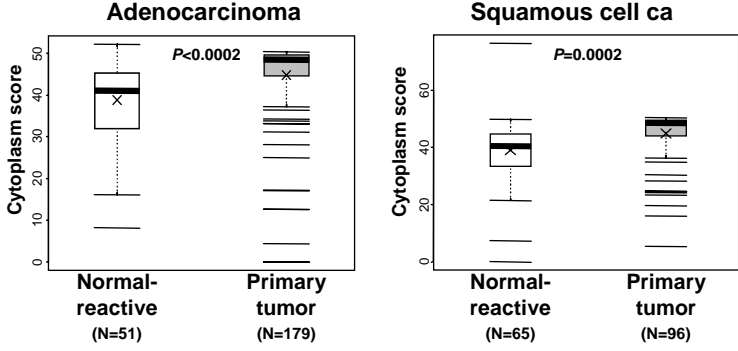 Adenocarcinoma
Cytoplasm score
50
40
30
20
10
0
P<0.0002
Normal-
reactive
(N=51)
Primary
tumor
(N=179)
Squamous cell ca
Cytoplasm score
60
40
20
0
P=0.0002
Normal-
reactive
(N=65)
Primary
tumor
(N=96)